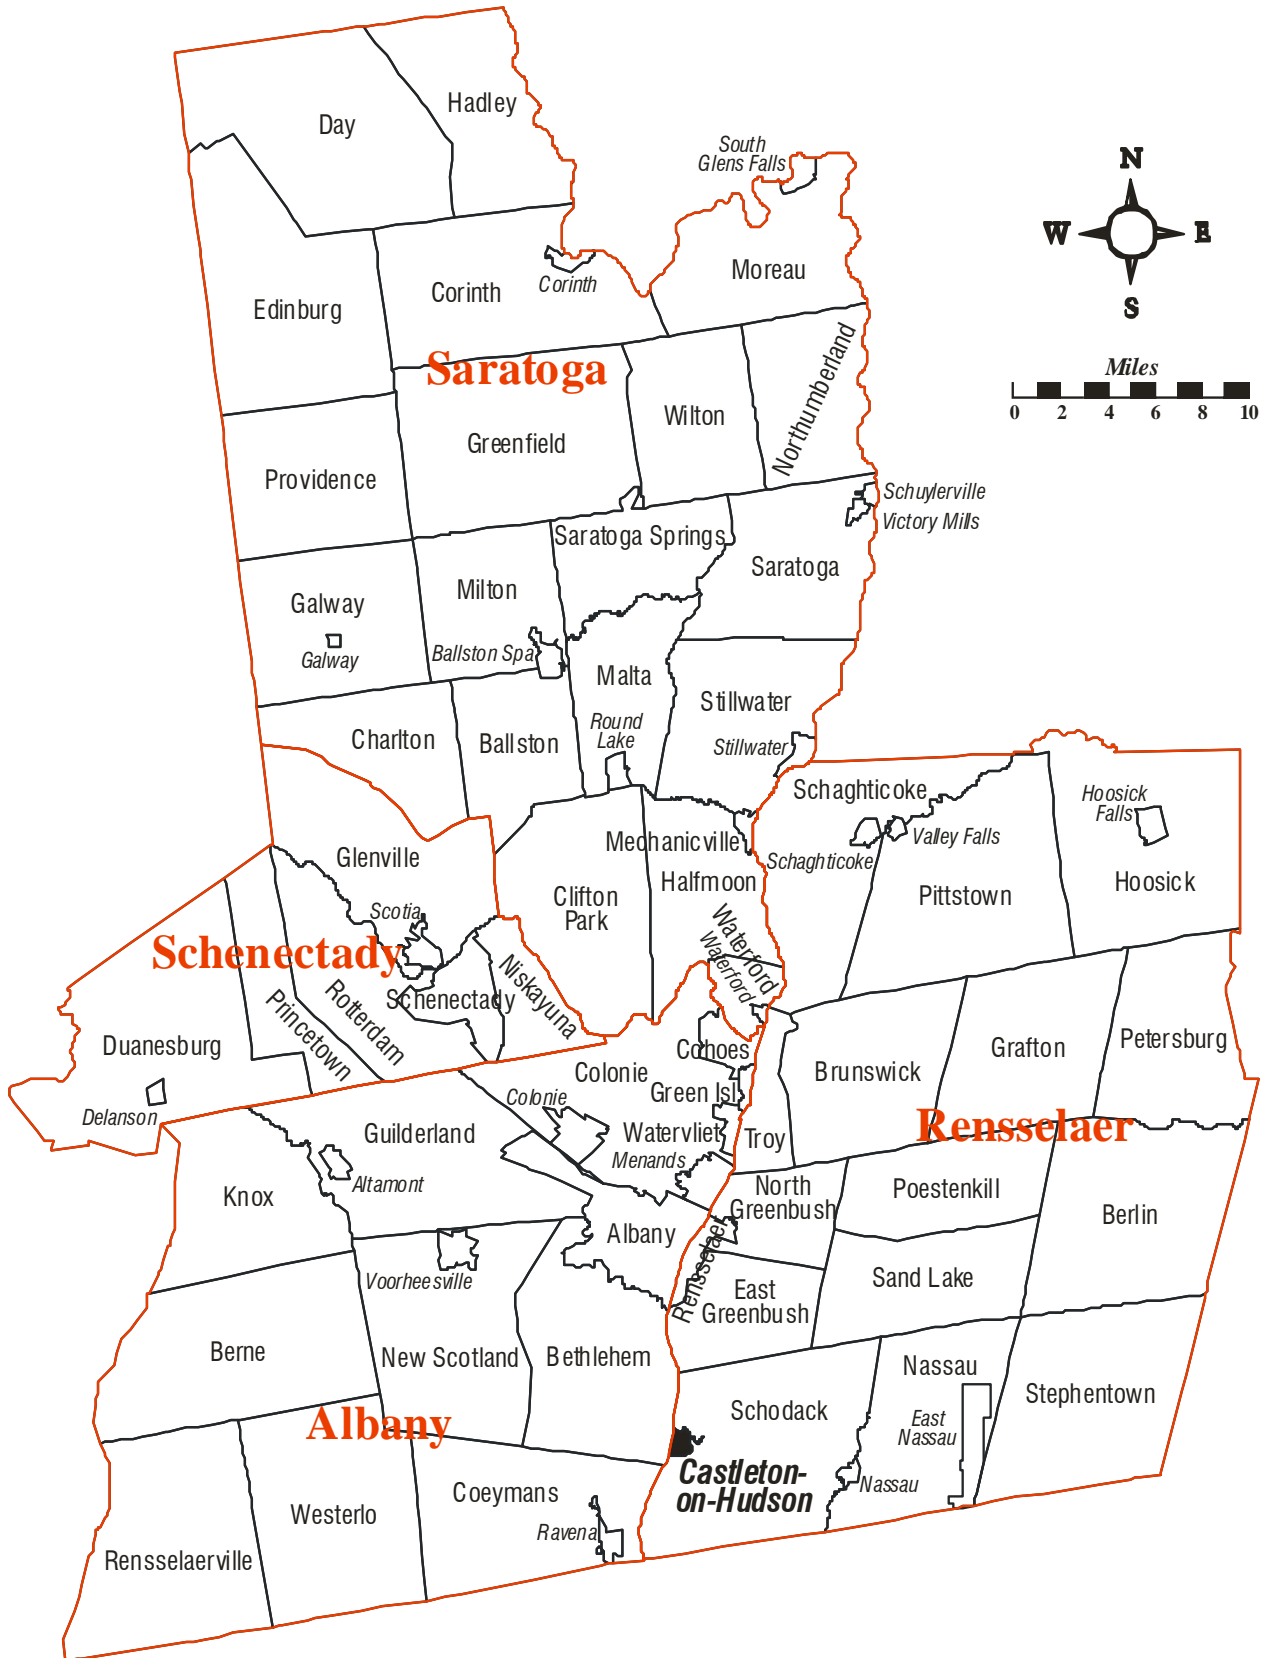 Hadley
Day
South
Glens Falls
N
W
E
S
Moreau
Corinth
Corinth
Edinburg
Miles
0 2 4 6 8 10
Saratoga
Northumberland
Wilton
Greenfield
Providence
Schuylerville
Victory Mills
Saratoga Springs
Saratoga
Milton
Galway
Galway
Ballston Spa
Malta
Stillwater
Round
Lake
Charlton
Ballston
Stillwater
Schaghticoke
Hoosick
Falls
Mechanicville
Valley Falls
Schaghticoke
Glenville
Halfmoon
Hoosick
Clifton
Park
Pittstown
Scotia
Waterford
Waterford
Schenectady
Niskayuna
Schenectady
Rotterdam
Princetown
Duanesburg
Cohoes
Grafton
Petersburg
Colonie
Brunswick
Green Isl.
Colonie
Delanson
Rensselaer
Guilderland
Watervliet
Troy
Menands
Altamont
Knox
North
Greenbush
Poestenkill
Berlin
Albany
Rensselaer
Voorheesville
Sand Lake
East
Greenbush
Berne
New Scotland
Bethlehem
Nassau
Stephentown
Schodack
Albany
East
Nassau
Castleton-
on-Hudson
Nassau
Coeymans
Westerlo
Ravena
Rensselaerville